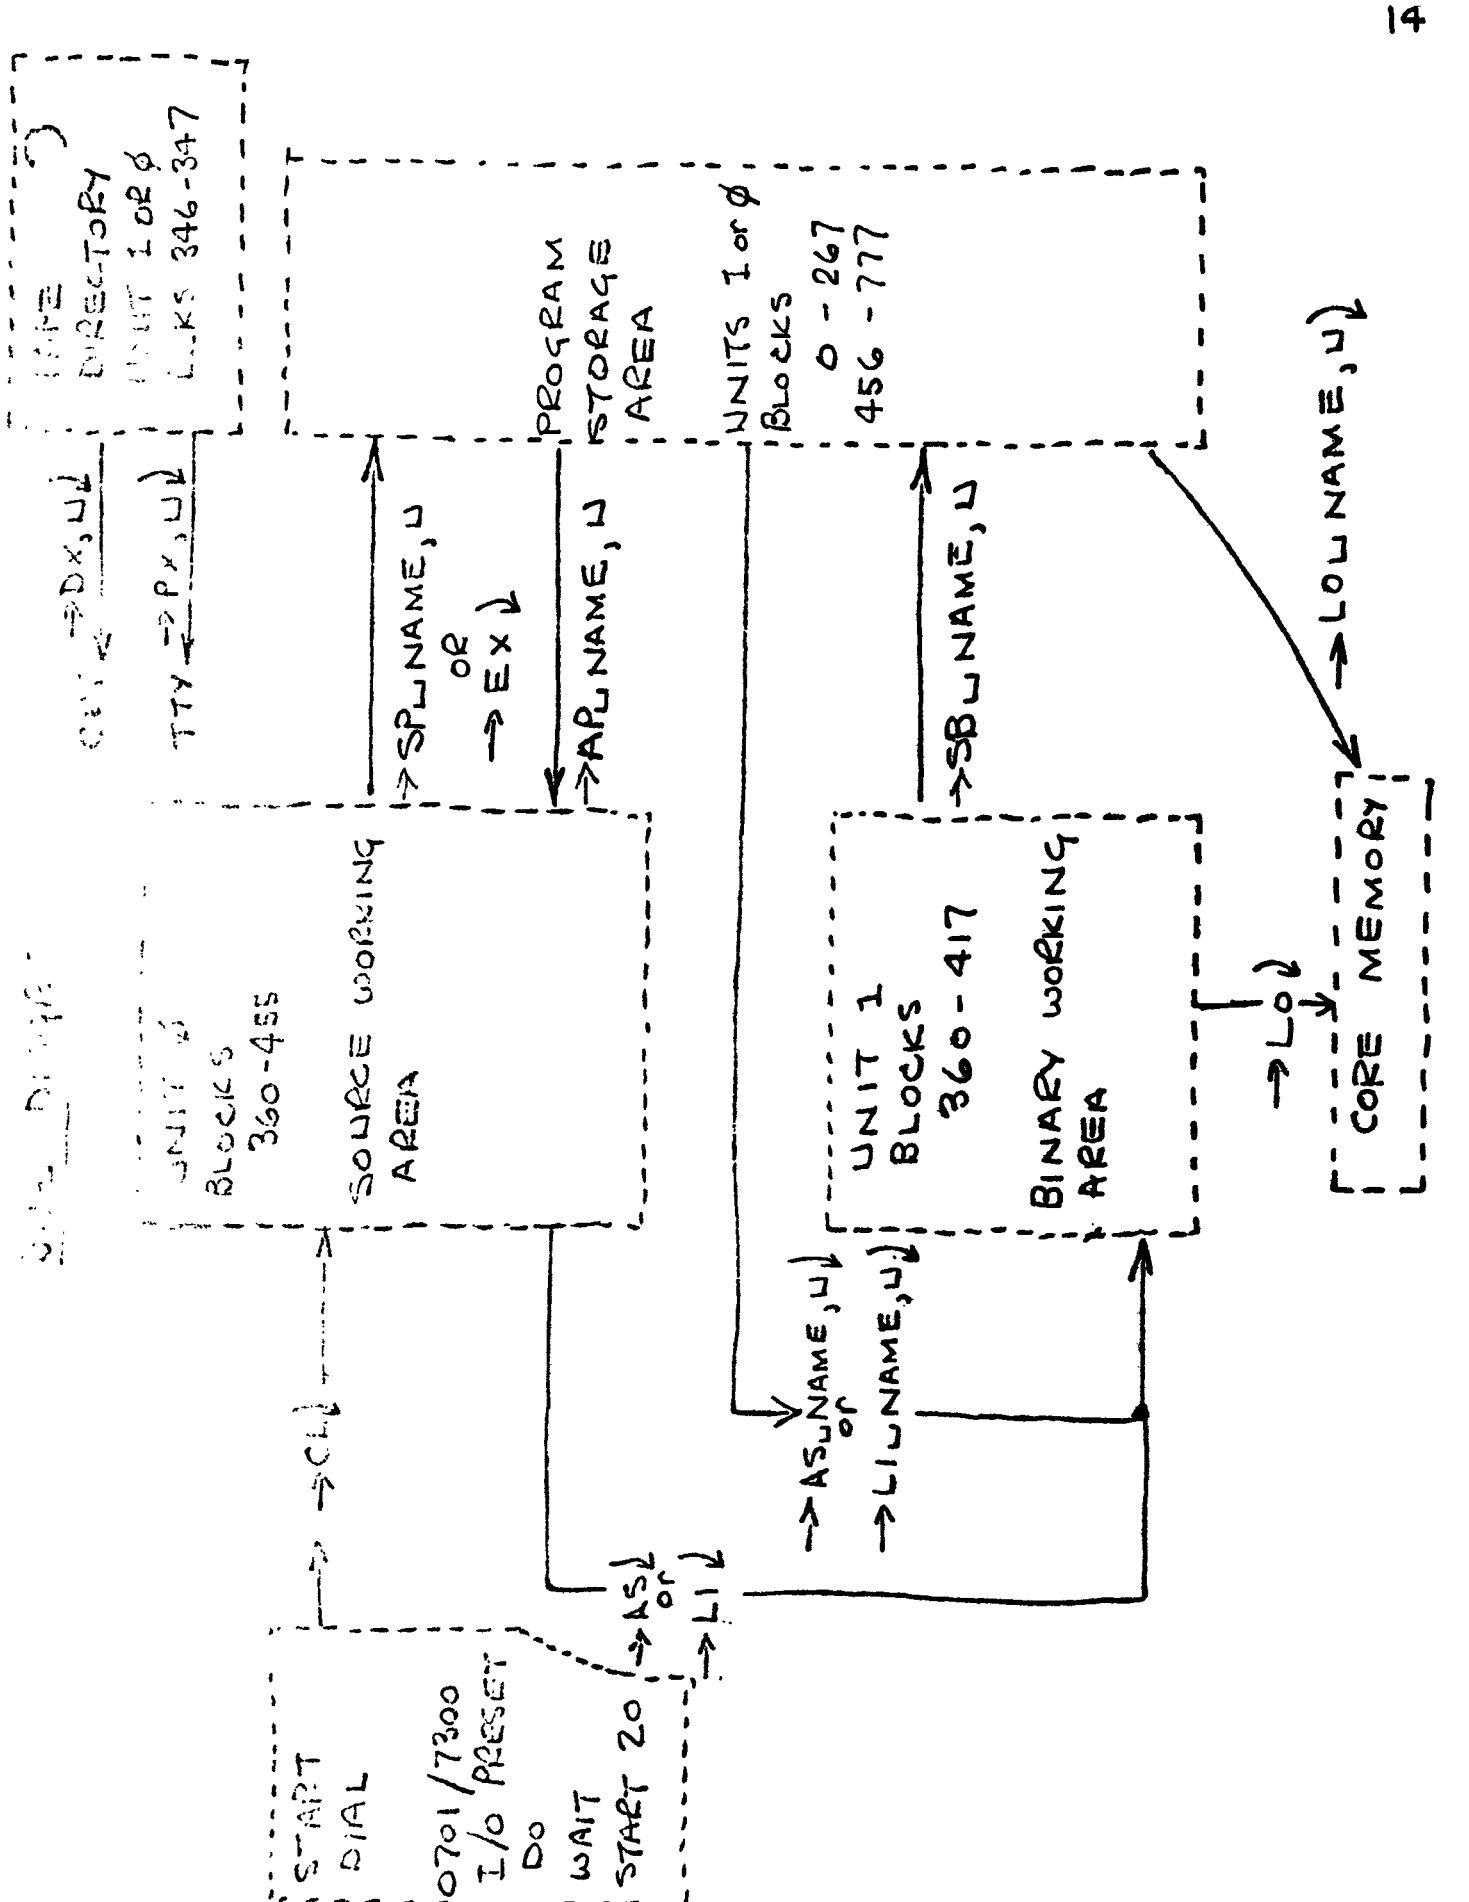 14
DIRECTORY
1 OR Ø
346-347
→DX,U⤵
→PX,U⤵
TTY
PROGRAM
STORAGE
AREA
UNITS 1 or Ø
BLOCKS
0-267
456-777
→SP␣NAME,U
OR
→EX⤵
→AP␣NAME,U
→SB␣NAME,U
→LO␣NAME,U⤵
BLOCKS
360-455
SOURCE WORKING
AREA
UNIT 1
BLOCKS
360-417
BINARY WORKING
AREA
→LO⤵
CORE MEMORY
→CL⤵
→AS␣NAME,U⤵
or
→LI␣NAME,U⤵
→AS⤵
or
→LI⤵
START
DIAL
0701/7300
I/O PRESET
DO
WAIT
START 20